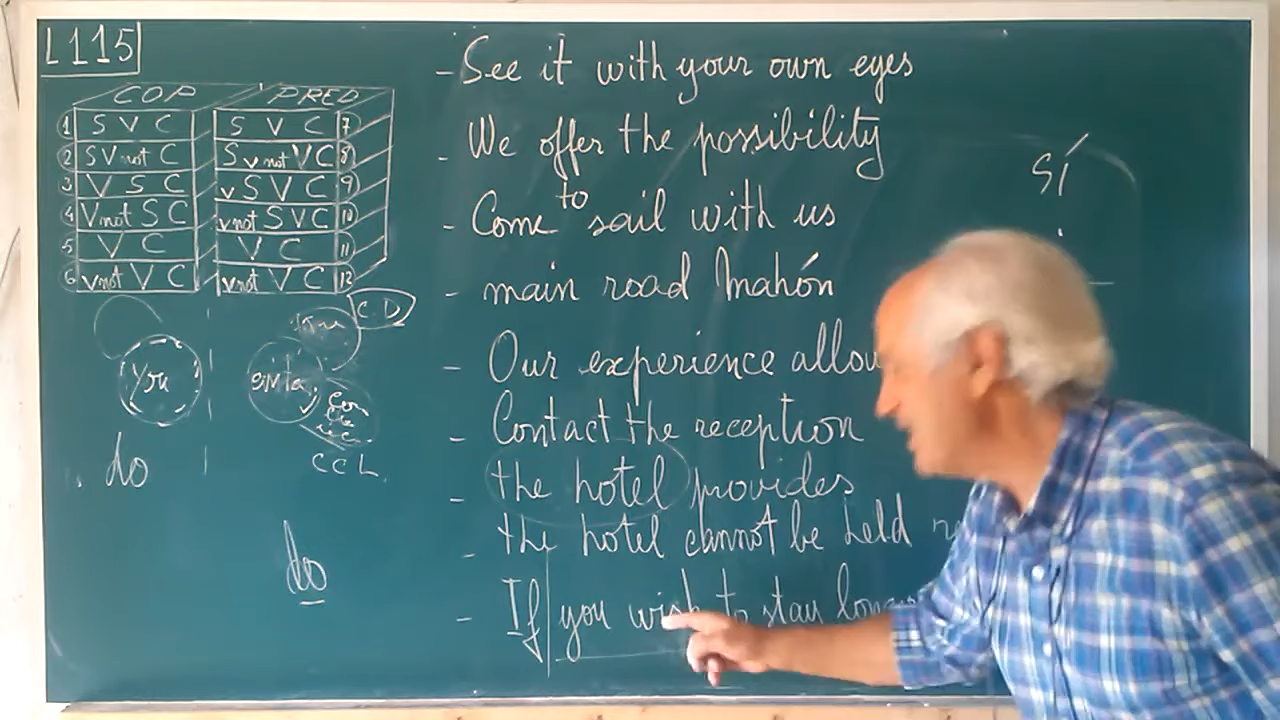 L115
COP PRED
1 S V C S V C 7
2 S V not C S v not V C 8
3 V S C v S V C 9
4 V not S C v not S V C 10
5 V C V C 11
6 v not V C v not V C 12
C.D
You
do
C C L
do
- See it with your own eyes
- We offer the possibility
- Come to sail with us
- main road Mahón
- Our experience
- Contact the reception
- the hotel provides
- the hotel cannot be held
- If you wish to stay
SÍ